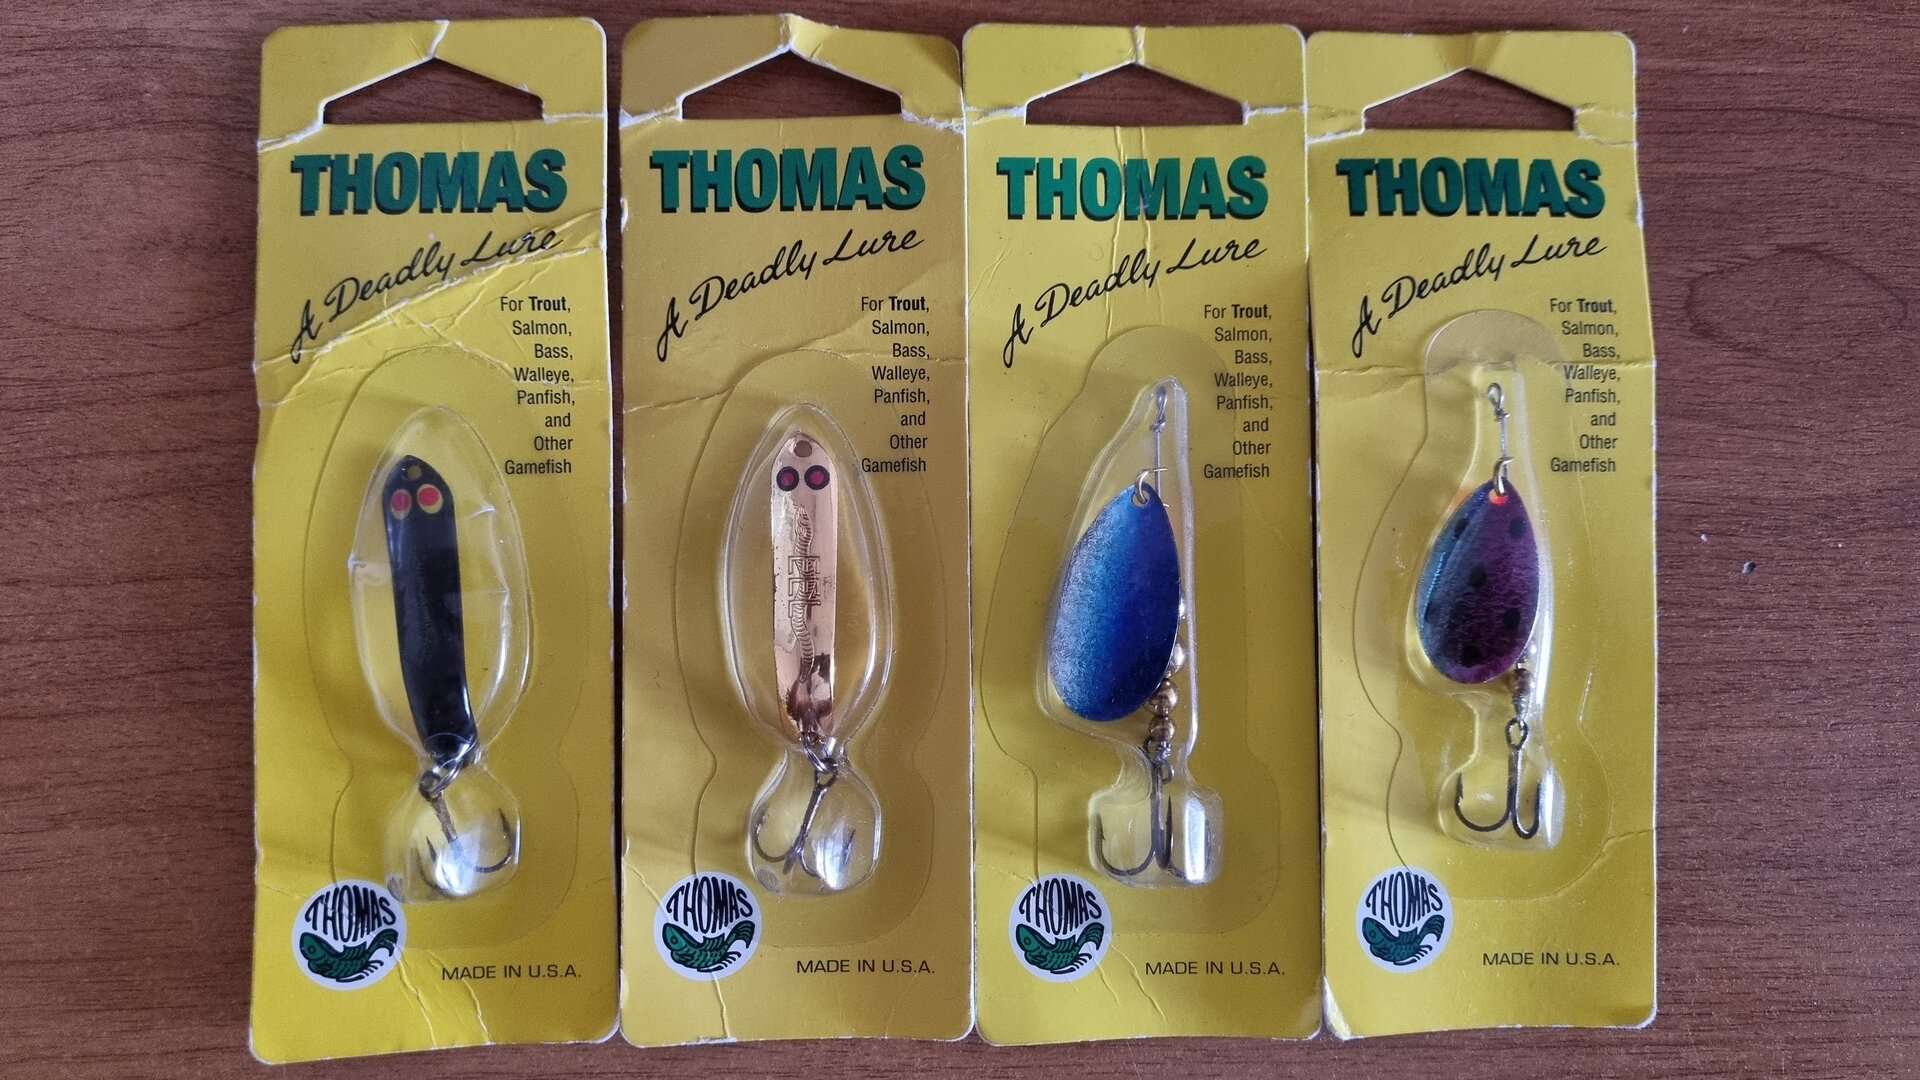 THOMAS
A Deadly Lure
For Trout,
Salmon,
Bass,
Walleye,
Panfish,
and
Other
Gamefish
THOMAS
MADE IN U.S.A.
THOMAS
A Deadly Lure
For Trout,
Salmon,
Bass,
Walleye,
Panfish,
and
Other
Gamefish
THOMAS
MADE IN U.S.A.
THOMAS
A Deadly Lure
For Trout,
Salmon,
Bass,
Walleye,
Panfish,
and
Other
Gamefish
THOMAS
MADE IN U.S.A.
THOMAS
A Deadly Lure
For Trout,
Salmon,
Bass,
Walleye,
Panfish,
and
Other
Gamefish
THOMAS
MADE IN U.S.A.